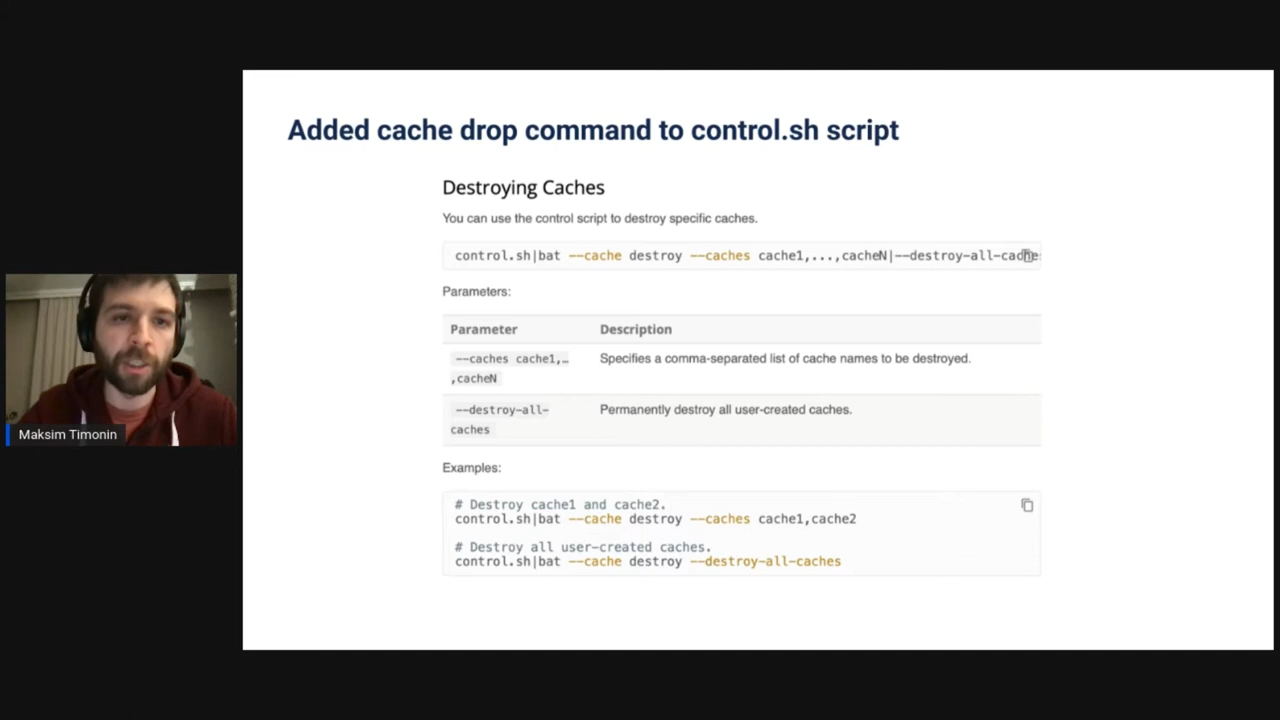 Added cache drop command to control.sh script
Destroying Caches
You can use the control script to destroy specific caches.
control.sh|bat --cache destroy --caches cache1,...,cacheN|--destroy-all-caches
Parameters:
Parameter Description
--caches cache1,… Specifies a comma-separated list of cache names to be destroyed.
,cacheN
--destroy-all- Permanently destroy all user-created caches.
caches
Examples:
# Destroy cache1 and cache2.
control.sh|bat --cache destroy --caches cache1,cache2
# Destroy all user-created caches.
control.sh|bat --cache destroy --destroy-all-caches
Maksim Timonin